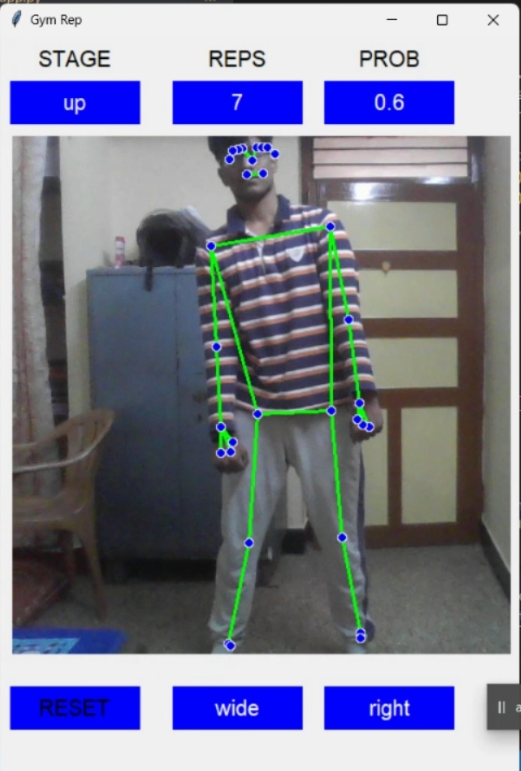 Gym Rep
STAGE REPS PROB
up 7 0.6
RESET wide right